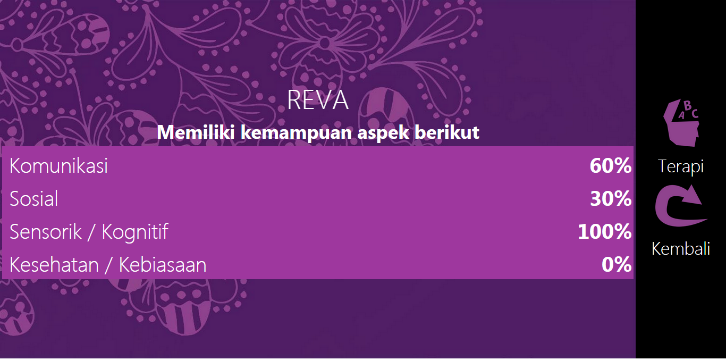 REVA
Memiliki kemampuan aspek berikut
Komunikasi 60%
Sosial 30%
Sensorik / Kognitif 100%
Kesehatan / Kebiasaan 0%
A B C
Terapi
Kembali